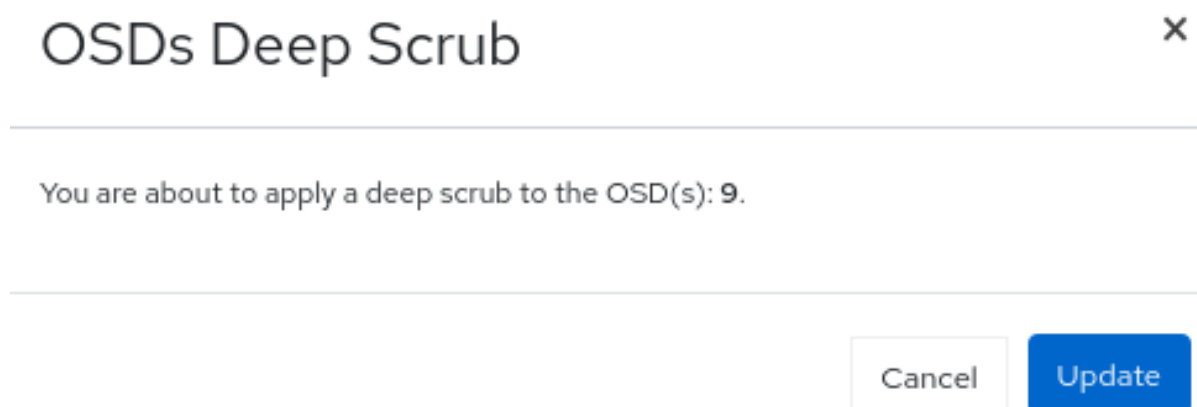 OSDs Deep Scrub
You are about to apply a deep scrub to the OSD(s): 9.
Cancel
Update